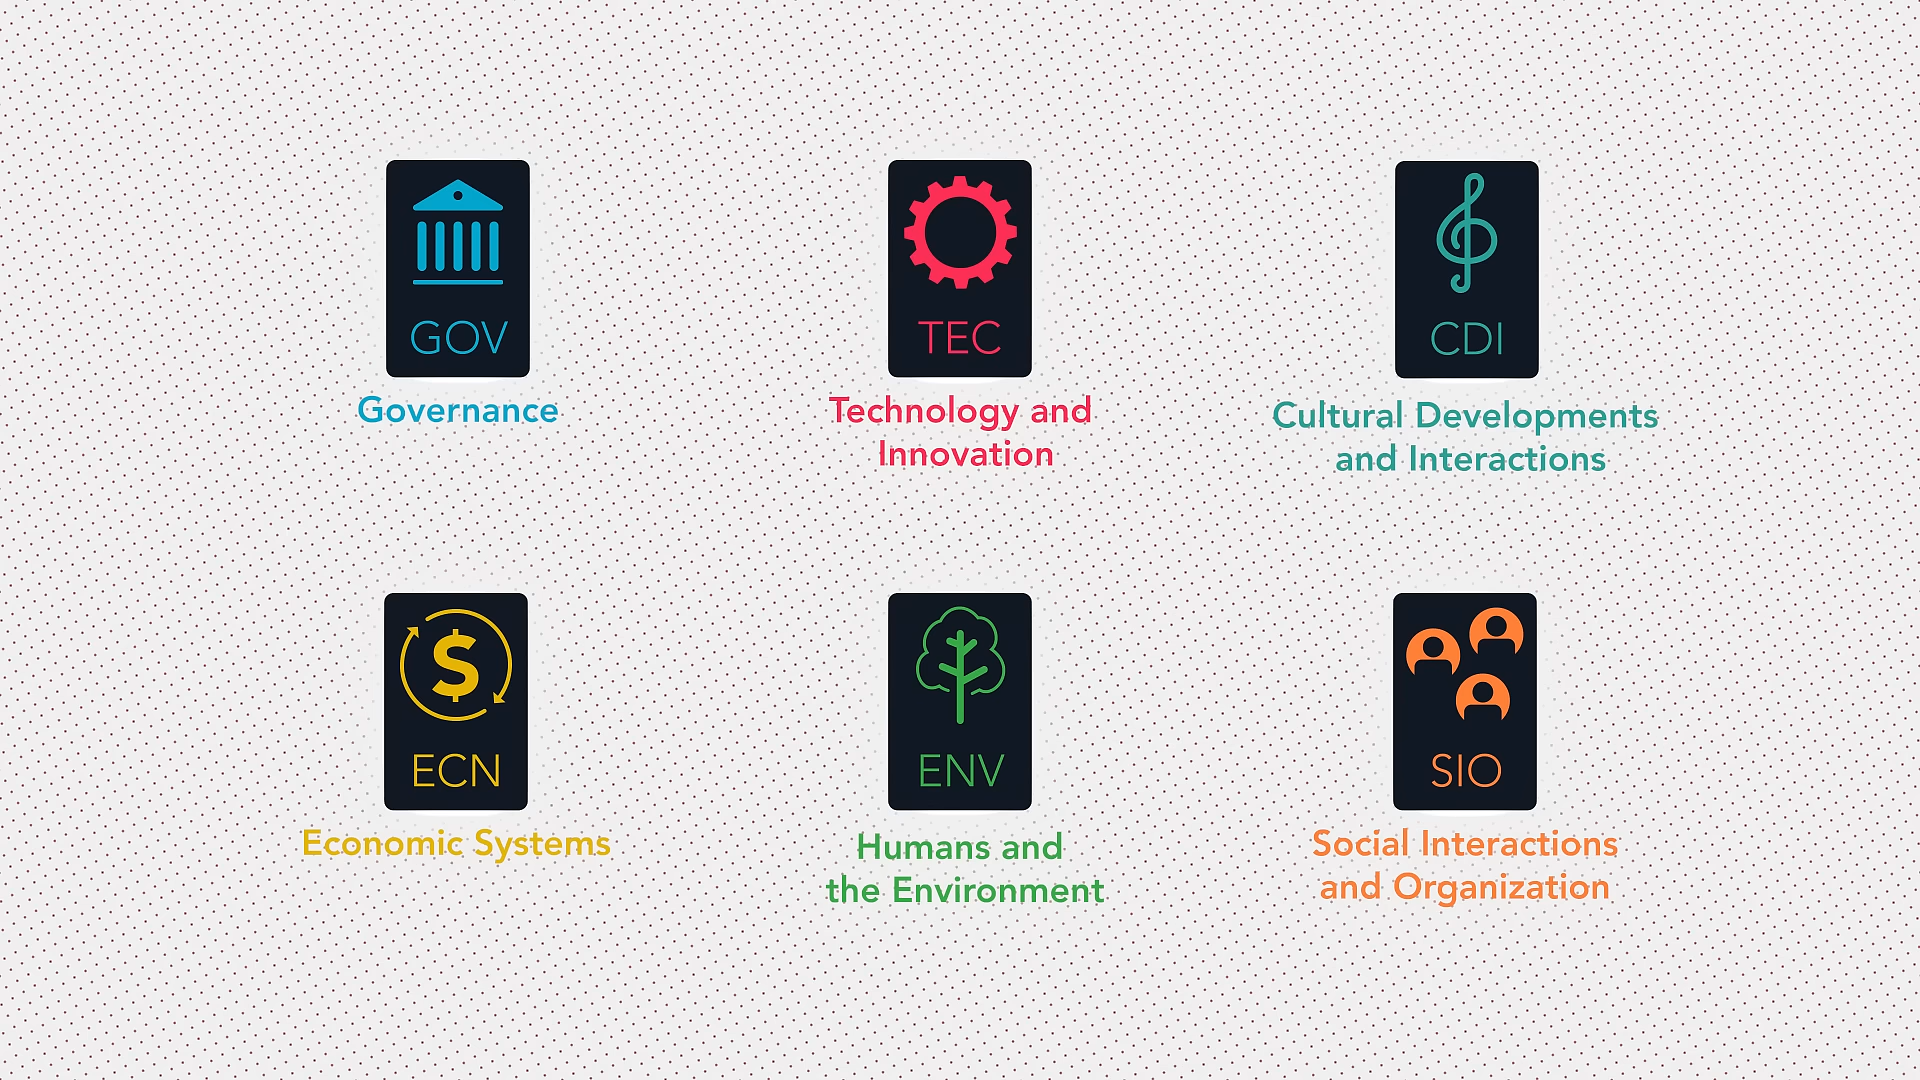 GOV
Governance
TEC
Technology and
Innovation
CDI
Cultural Developments
and Interactions
$
ECN
Economic Systems
ENV
Humans and
the Environment
SIO
Social Interactions
and Organization